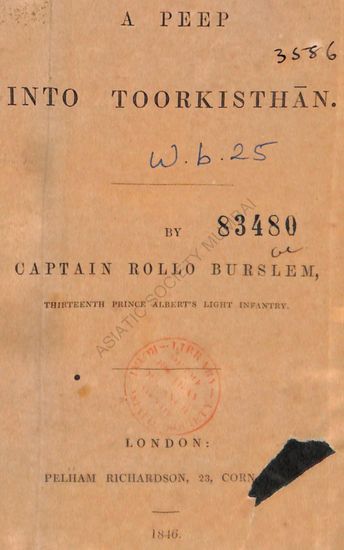 A PEEP
3586
INTO TOORKISTHĀN.
W.b.25
BY
83480
CAPTAIN ROLLO BURSLEM,
THIRTEENTH PRINCE ALBERT'S LIGHT INFANTRY.
ASIATIC SOCIETY MUMBAI
LONDON:
PELHAM RICHARDSON, 23, CORN
1846.